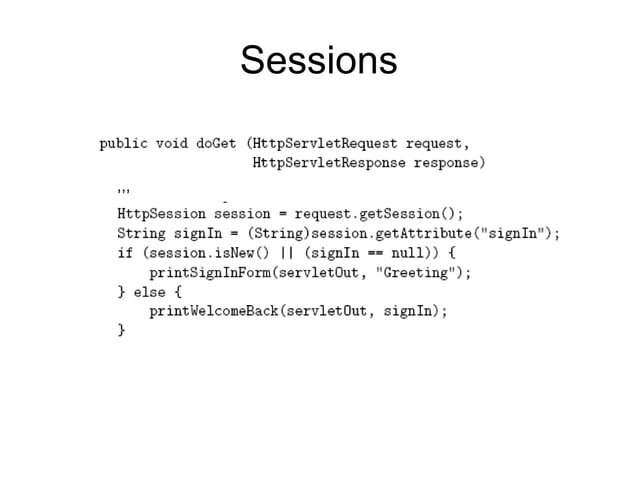 Sessions
public void doGet (HttpServletRequest request,
HttpServletResponse response)
,,,
HttpSession session = request.getSession();
String signIn = (String)session.getAttribute("signIn");
if (session.isNew() || (signIn == null)) {
printSignInForm(servletOut, "Greeting");
} else {
printWelcomeBack(servletOut, signIn);
}